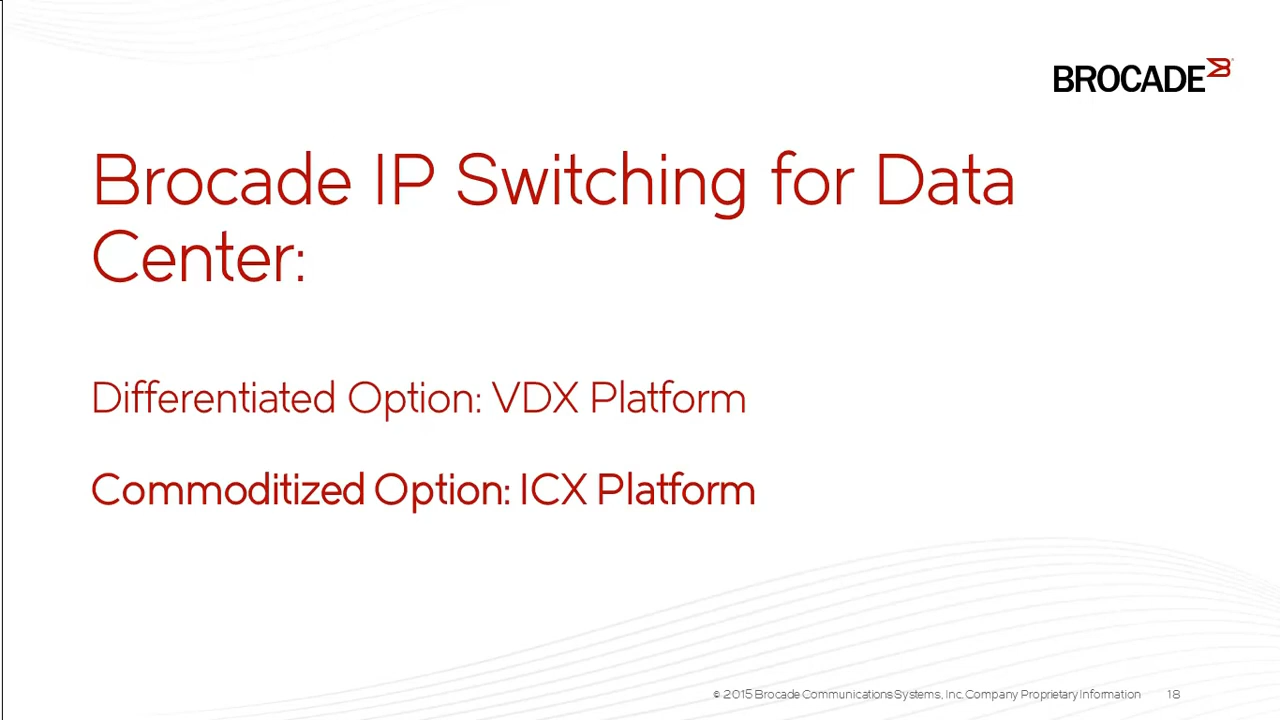 BROCADE
Brocade IP Switching for Data
Center:
Differentiated Option: VDX Platform
Commoditized Option: ICX Platform
© 2015 Brocade Communications Systems, Inc. Company Proprietary Information 18